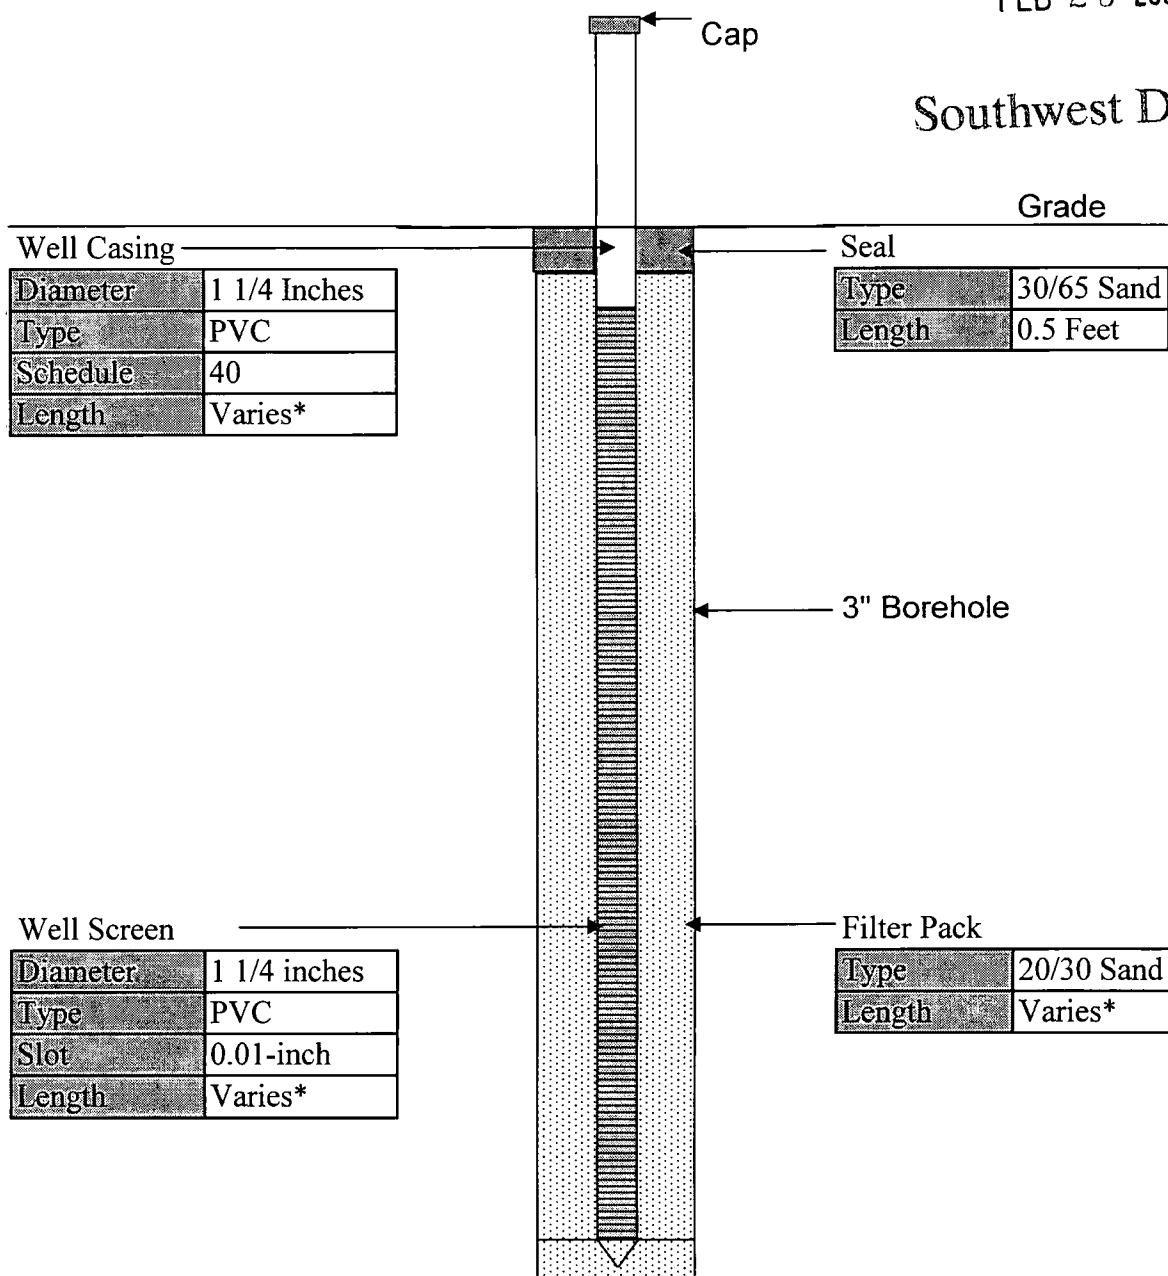 Cap
Southwest D
Grade
Well Casing
Diameter 1 1/4 Inches
Type PVC
Schedule 40
Length Varies*
Seal
Type 30/65 Sand
Length 0.5 Feet
3" Borehole
Well Screen
Diameter 1 1/4 inches
Type PVC
Slot 0.01-inch
Length Varies*
Filter Pack
Type 20/30 Sand
Length Varies*